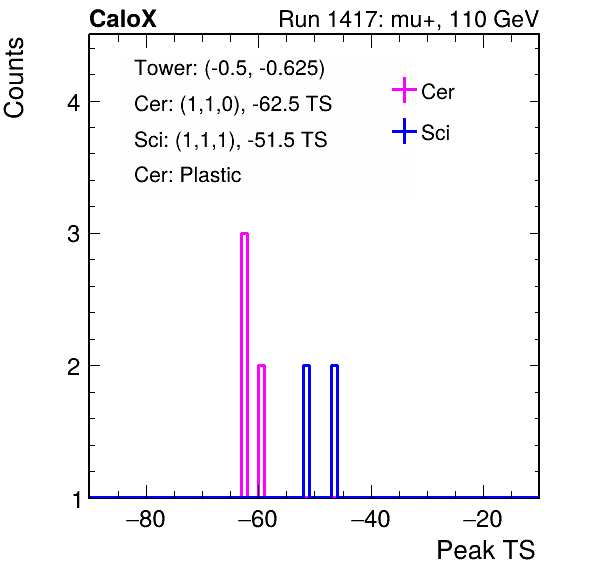 CaloX Run 1417: mu+, 110 GeV
Counts
Tower: (-0.5, -0.625)
Cer: (1,1,0), -62.5 TS
Sci: (1,1,1), -51.5 TS
Cer: Plastic
Cer
Sci
4
3
2
1
−80 −60 −40 −20
Peak TS